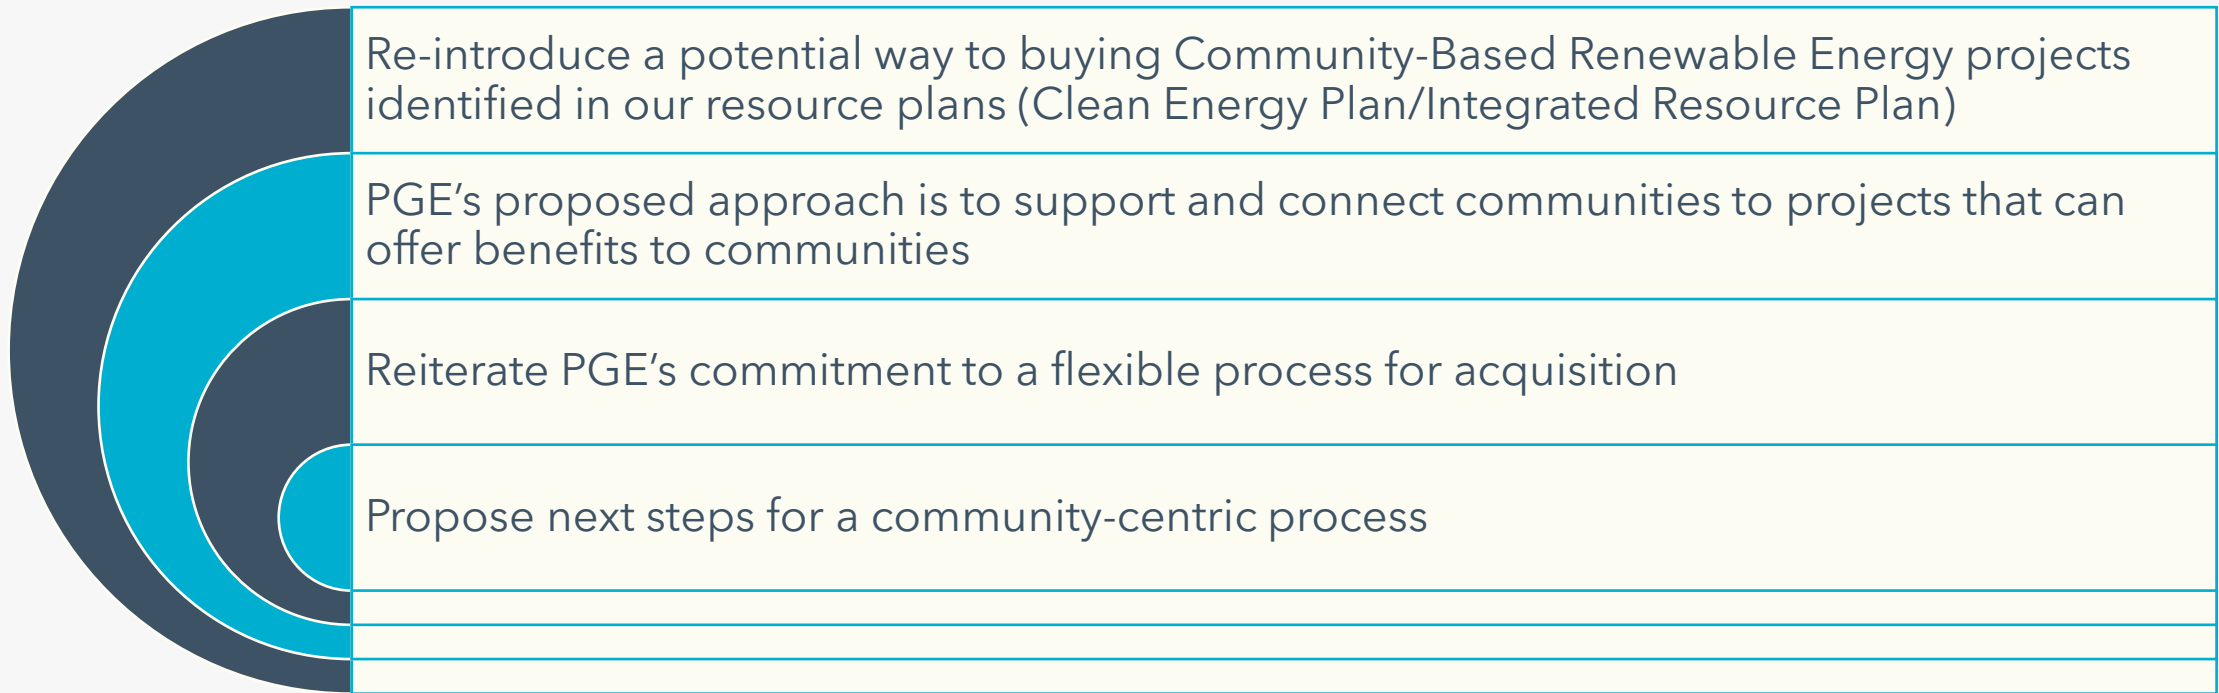 Re-introduce a potential way to buying Community-Based Renewable Energy projects
identified in our resource plans (Clean Energy Plan/Integrated Resource Plan)
PGE’s proposed approach is to support and connect communities to projects that can
offer benefits to communities
Reiterate PGE’s commitment to a flexible process for acquisition
Propose next steps for a community-centric process